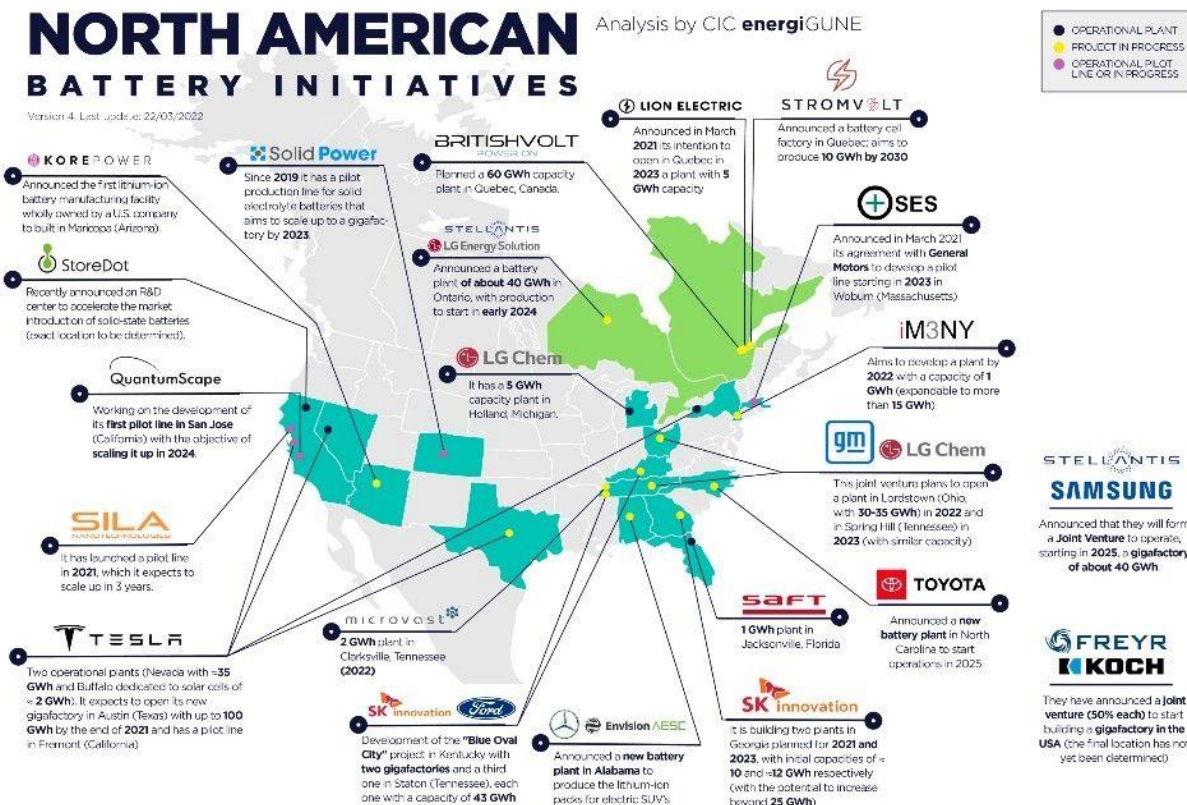 NORTH AMERICAN
BATTERY INITIATIVES
Analysis by CIC energiGUNE
Version 4. Last update: 22/03/2022
OPERATIONAL PLANT
PROJECT IN PROGRESS
OPERATIONAL PILOT
LINE OR IN PROGRESS
KOREPOWER
Announced the first lithium-ion
battery manufacturing facility
wholly owned by a U.S. company
to built in Maricopa (Arizona).
Solid Power
Since 2019 it has a pilot
production line for solid
electrolyte batteries that
aims to scale up to a gigafac-
tory by 2023.
BRITISHVOLT
POWER ON
Planned a 60 GWh capacity
plant in Quebec, Canada.
LION ELECTRIC
Announced in March
2021 its intention to
open in Quebec in
2023 a plant with 5
GWh capacity
STROMVOLT
Announced a battery cell
factory in Quebec; aims to
produce 10 GWh by 2030
StoreDot
Recently announced an R&D
center to accelerate the market
introduction of solid-state batteries
(exact location to be determined).
STELLANTIS
LG Energy Solution
Announced a battery
plant of about 40 GWh in
Ontario, with production
to start in early 2024
SES
Announced in March 2021
its agreement with General
Motors to develop a pilot
line starting in 2023 in
Woburn (Massachusetts)
QuantumScape
Working on the development of
its first pilot line in San Jose
(California) with the objective of
scaling it up in 2024.
LG Chem
It has a 5 GWh
capacity plant in
Holland, Michigan.
iM3NY
Aims to develop a plant by
2022 with a capacity of 1
GWh (expandable to more
than 15 GWh)
gm
LG Chem
This joint venture plans to open
a plant in Lordstown (Ohio,
with 30-35 GWh) in 2022 and
in Spring Hill (Tennessee) in
2023 (with similar capacity)
STELLANTIS
SAMSUNG
Announced that they will form
a Joint Venture to operate,
starting in 2025, a gigafactory
of about 40 GWh
SILA
NANOTECHNOLOGIES
It has launched a pilot line
in 2021, which it expects to
scale up in 3 years.
TESLA
Two operational plants (Nevada with ≈35
GWh and Buffalo dedicated to solar cells of
≈ 2 GWh). It expects to open its new
gigafactory in Austin (Texas) with up to 100
GWh by the end of 2021 and has a pilot line
in Fremont (California)
microvast
2 GWh plant in
Clarksville, Tennessee
(2022)
saft
1 GWh plant in
Jacksonville, Florida
TOYOTA
Announced a new
battery plant in North
Carolina to start
operations in 2025
FREYR
KOCH
They have announced a joint
venture (50% each) to start
building a gigafactory in the
USA (the final location has not
yet been determined)
SK innovation
Ford
Development of the "Blue Oval
City" project in Kentucky with
two gigafactories and a third
one in Staton (Tennessee), each
one with a capacity of 43 GWh
Envision AESC
Announced a new battery
plant in Alabama to
produce the lithium-ion
packs for electric SUV's
SK innovation
It is building two plants in
Georgia planned for 2021 and
2023, with initial capacities of ≈
10 and ≈12 GWh respectively
(with the potential to increase
beyond 25 GWh)